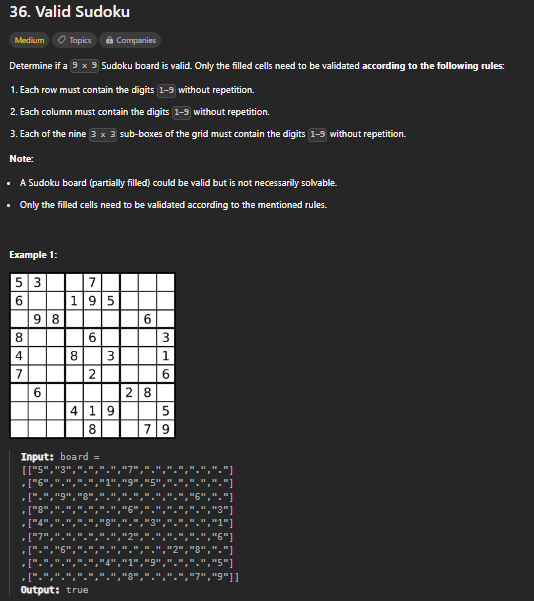 36. Valid Sudoku
Medium Topics Companies
Determine if a 9 x 9 Sudoku board is valid. Only the filled cells need to be validated according to the following rules:
1. Each row must contain the digits 1-9 without repetition.
2. Each column must contain the digits 1-9 without repetition.
3. Each of the nine 3 x 3 sub-boxes of the grid must contain the digits 1-9 without repetition.
Note:
• A Sudoku board (partially filled) could be valid but is not necessarily solvable.
• Only the filled cells need to be validated according to the mentioned rules.
Example 1:
5 3 7
6 1 9 5
9 8 6
8 6 3
4 8 3 1
7 2 6
6 2 8
4 1 9 5
8 7 9
Input: board =
[["5","3",".",".","7",".",".",".","."]
,["6",".",".","1","9","5",".",".","."]
,[".","9","8",".",".",".",".","6","."]
,["8",".",".",".","6",".",".",".","3"]
,["4",".",".","8",".","3",".",".","1"]
,["7",".",".",".","2",".",".",".","6"]
,[".","6",".",".",".",".","2","8","."]
,[".",".",".","4","1","9",".",".","5"]
,[".",".",".",".","8",".",".","7","9"]]
Output: true